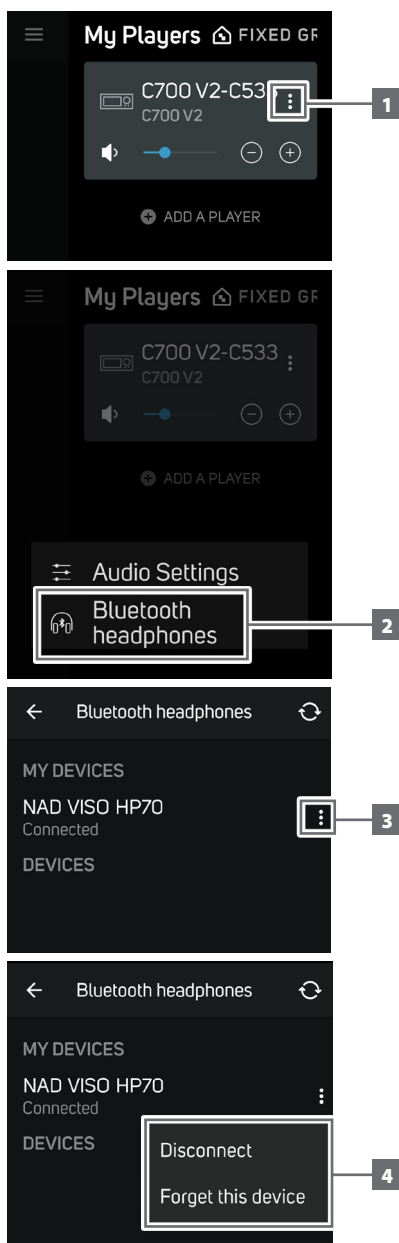 My Players FIXED GR
C700 V2-C533
C700 V2
1
ADD A PLAYER
My Players FIXED GR
C700 V2-C533
C700 V2
ADD A PLAYER
Audio Settings
Bluetooth
headphones
2
Bluetooth headphones
MY DEVICES
NAD VISO HP70
Connected
3
DEVICES
Bluetooth headphones
MY DEVICES
NAD VISO HP70
Connected
DEVICES
Disconnect
4
Forget this device